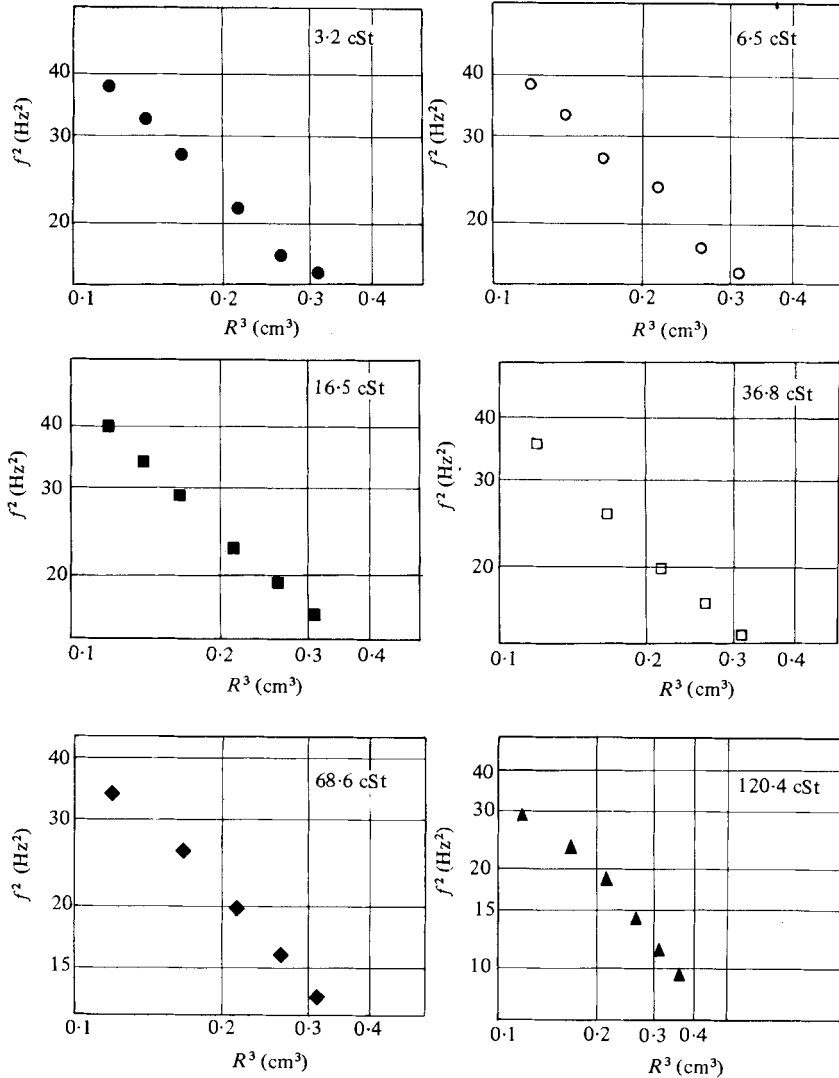 3·2 cSt
40
30
20
f² (Hz²)
0·1 0·2 0·3 0·4
R³ (cm³)
6·5 cSt
40
30
20
f² (Hz²)
0·1 0·2 0·3 0·4
R³ (cm³)
16·5 cSt
40
30
20
f² (Hz²)
0·1 0·2 0·3 0·4
R³ (cm³)
36·8 cSt
40
30
20
f² (Hz²)
0·1 0·2 0·3 0·4
R³ (cm³)
68·6 cSt
40
30
20
15
f² (Hz²)
0·1 0·2 0·3 0·4
R³ (cm³)
120·4 cSt
40
30
20
15
10
f² (Hz²)
0·1 0·2 0·3 0·4
R³ (cm³)